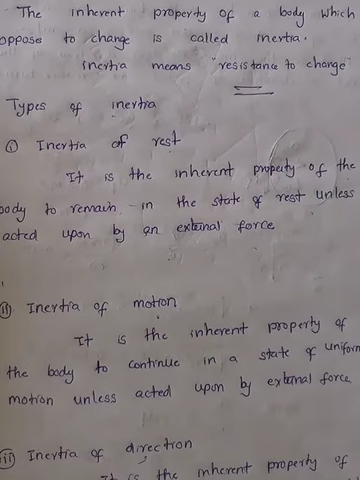 The inherent property of a body which
oppose to change is called inertia.
inertia means "resistance to change"
Types of inertia
i) Inertia of rest
It is the inherent property of the
body to remain in the state of rest unless
acted upon by an external force
ii) Inertia of motion
It is the inherent property of
the body to continue in a state of uniform
motion unless acted upon by external force
iii) Inertia of direction
It is the inherent property of